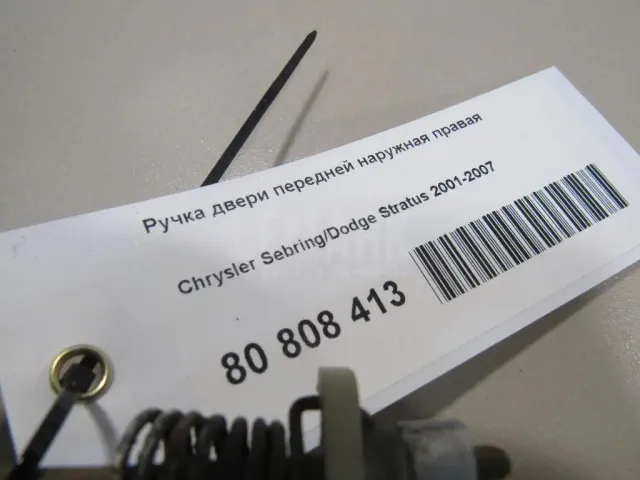 Ручка двери передней наружная правая
Chrysler Sebring/Dodge Stratus 2001-2007
80 808 413